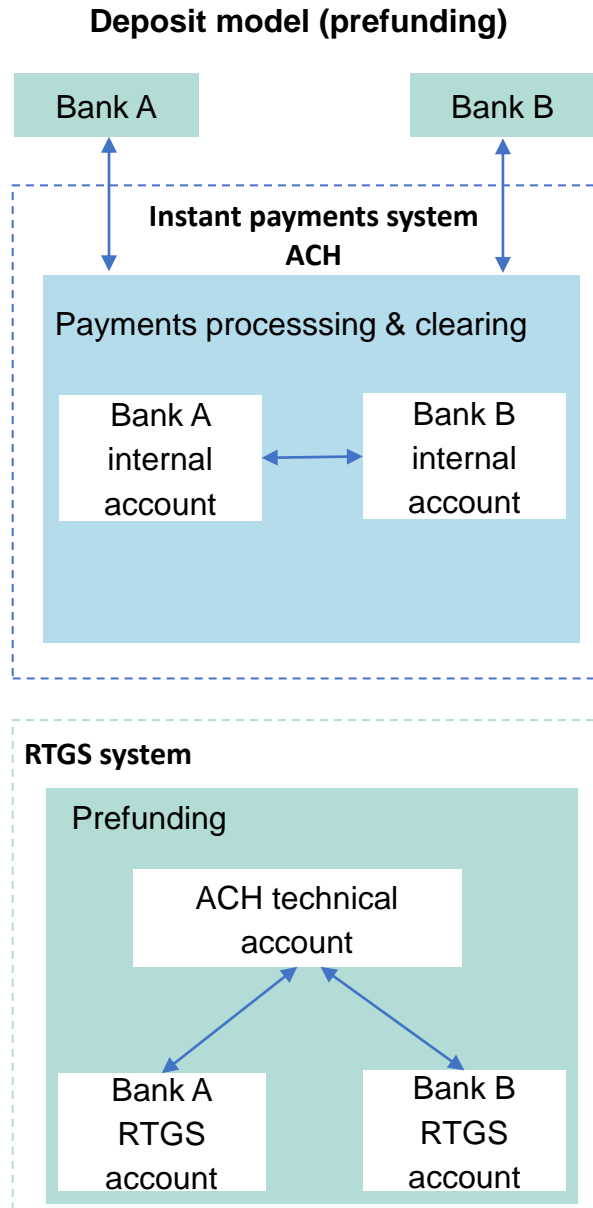 Deposit model (prefunding)
Bank A
Bank B
Instant payments system
ACH
Payments processsing & clearing
Bank A
internal
account
Bank B
internal
account
RTGS system
Prefunding
ACH technical
account
Bank A
RTGS
account
Bank B
RTGS
account